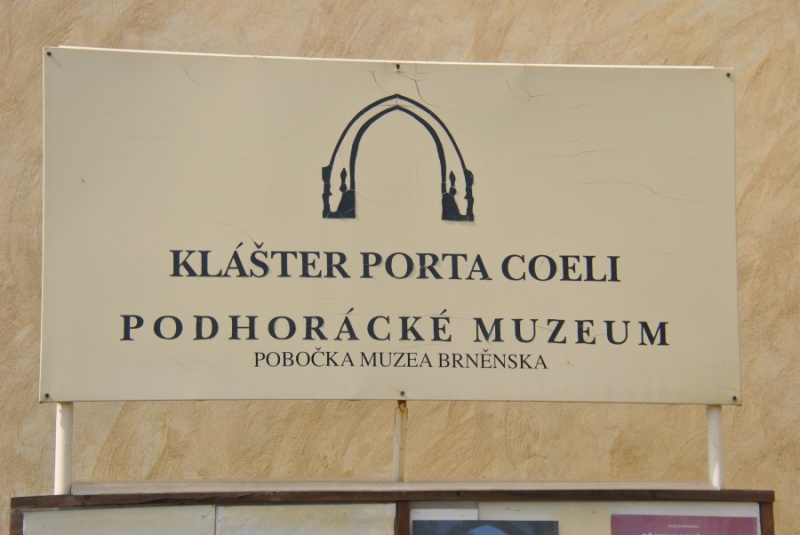 KLÁŠTER PORTA COELI
PODHORÁCKÉ MUZEUM
POBOČKA MUZEA BRNĚNSKA